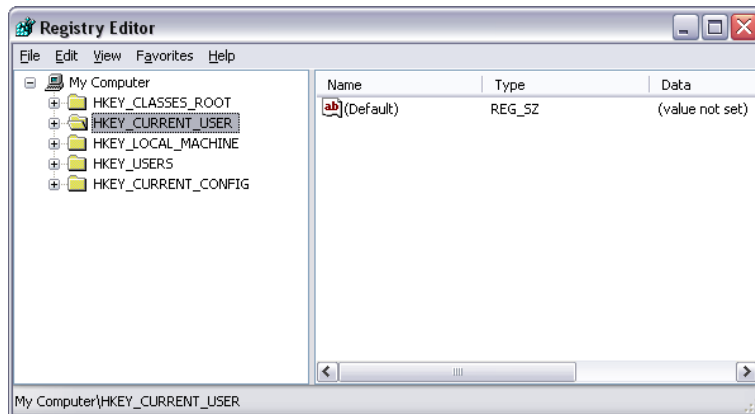 Registry Editor
File Edit View Favorites Help
My Computer
HKEY_CLASSES_ROOT
HKEY_CURRENT_USER
HKEY_LOCAL_MACHINE
HKEY_USERS
HKEY_CURRENT_CONFIG
Name Type Data
ab (Default) REG_SZ (value not set)
My Computer\HKEY_CURRENT_USER